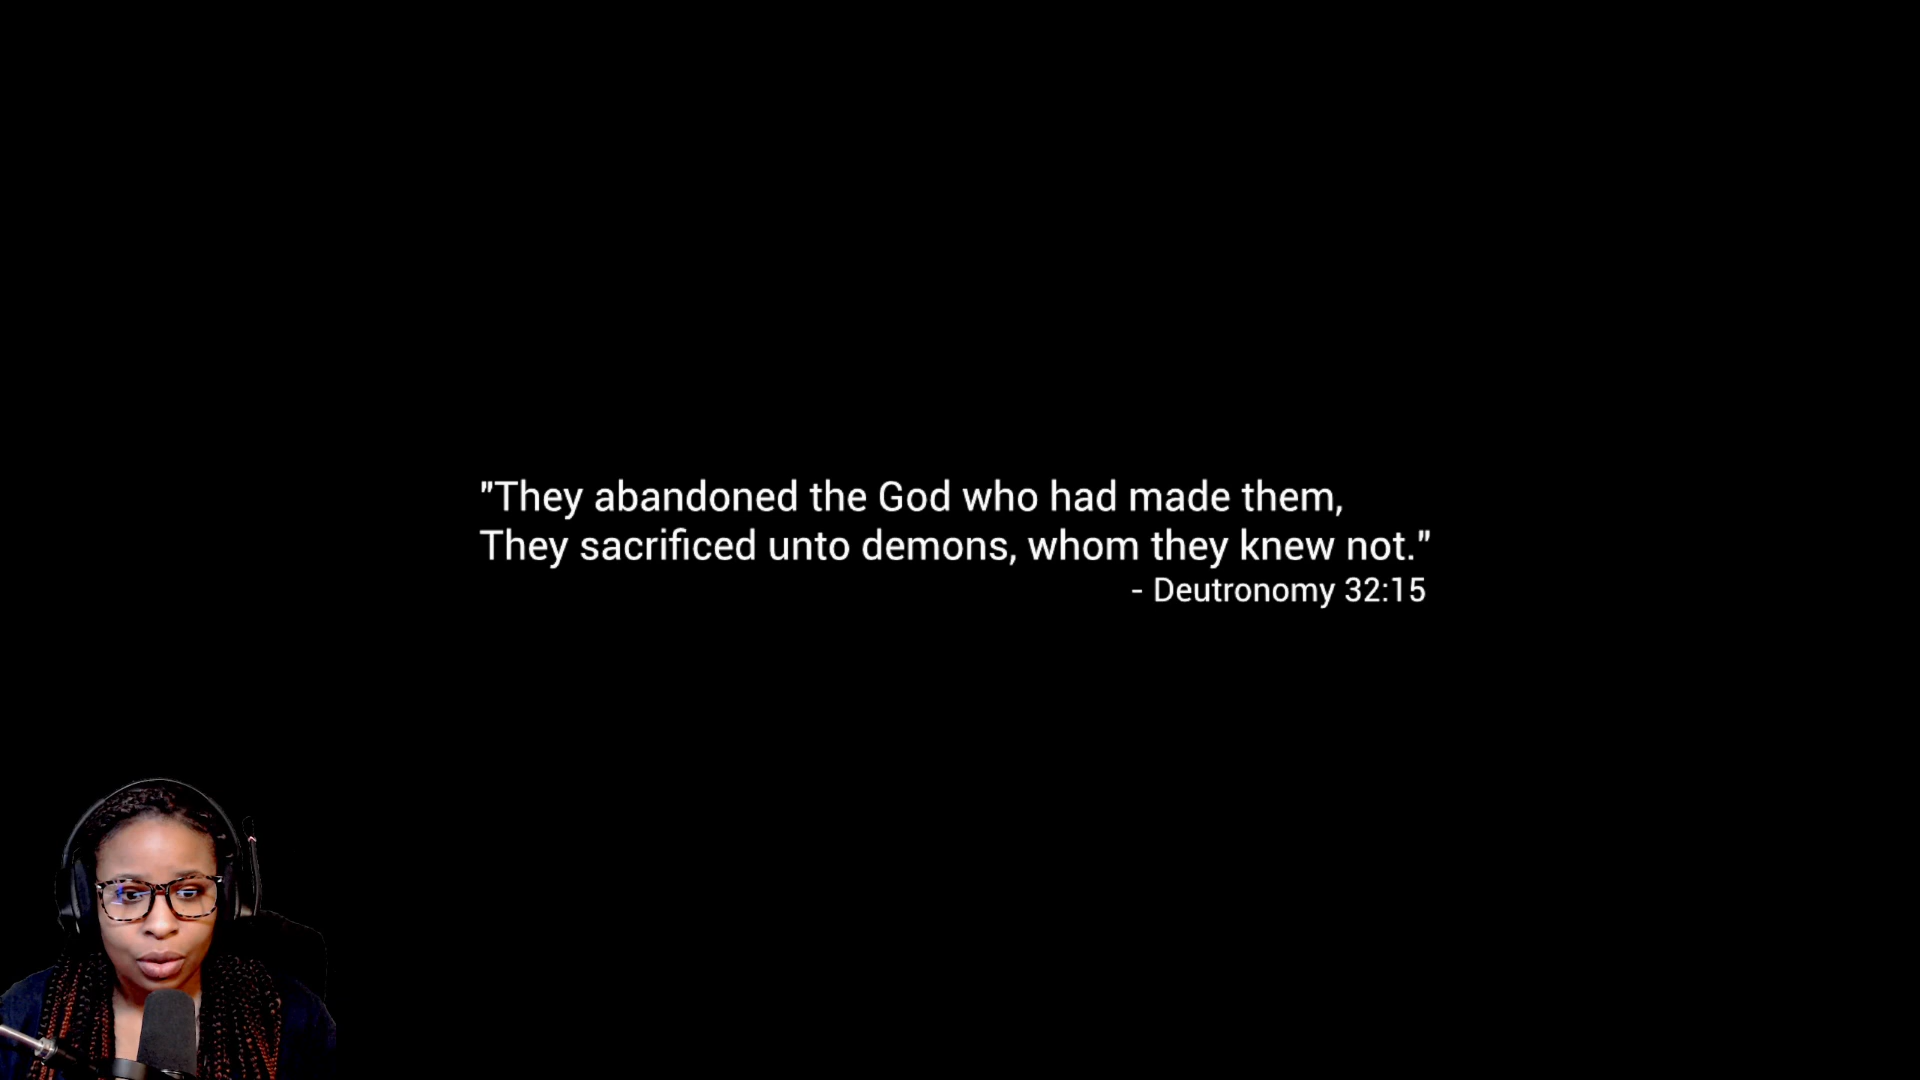 "They abandoned the God who had made them,
They sacrificed unto demons, whom they knew not."
- Deutronomy 32:15